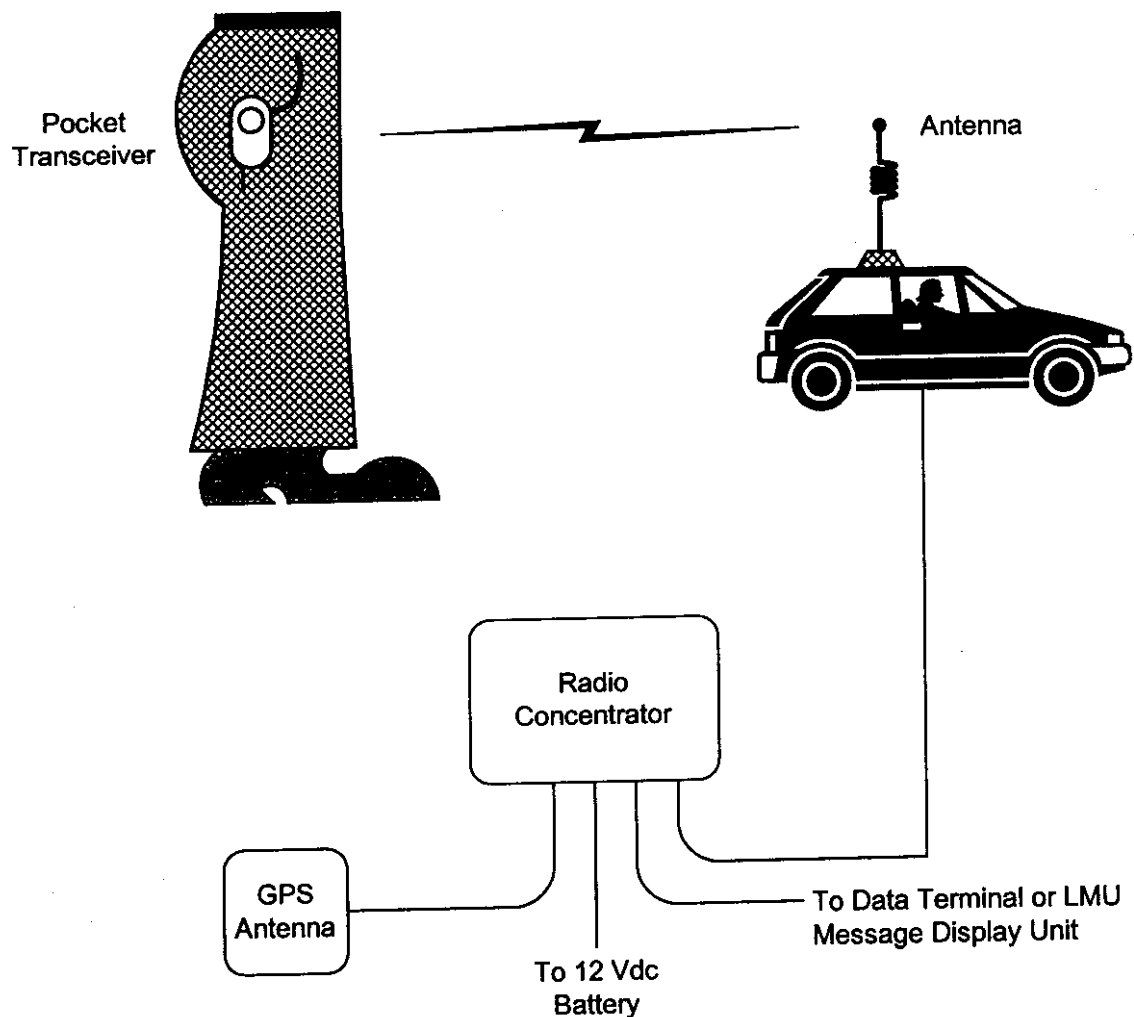 Pocket
Transceiver
Antenna
Radio
Concentrator
GPS
Antenna
To Data Terminal or LMU
Message Display Unit
To 12 Vdc
Battery